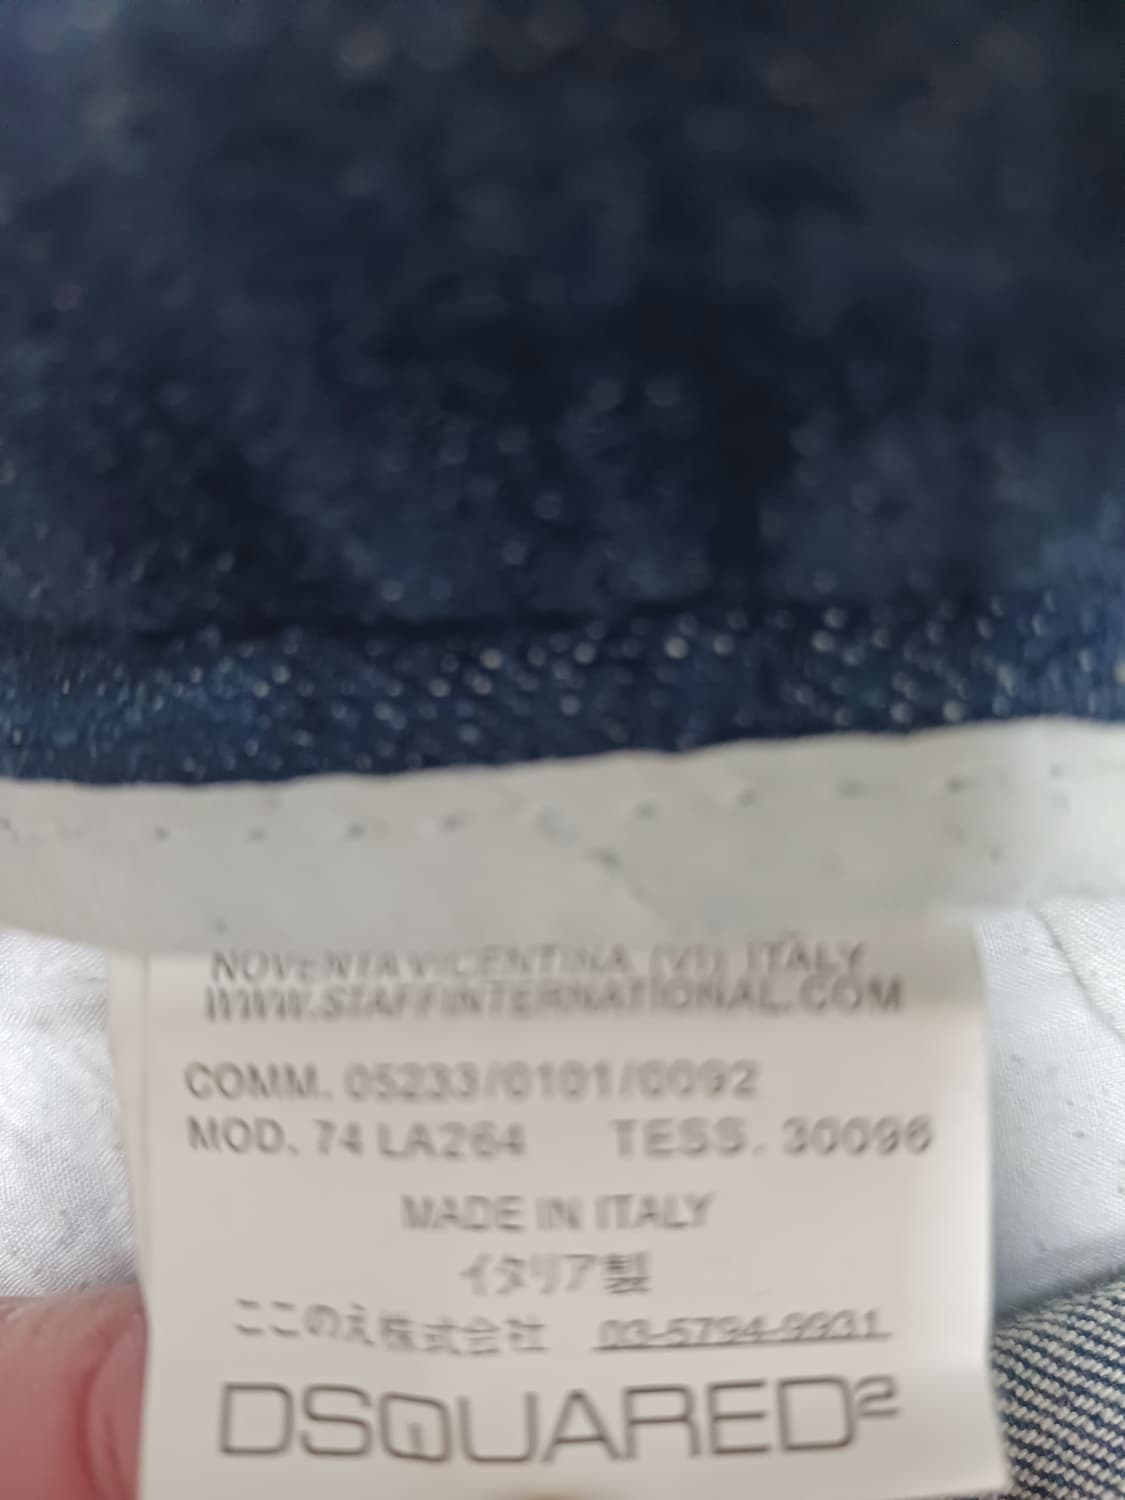 NOVENTA VICENTINA (VI) ITALY
WWW.STAFFINTERNATIONAL.COM
COMM. 05233/0101/0092
MOD. 74 LA264 TESS. 30096
MADE IN ITALY
イタリア製
ここのえ株式会社 03-5794-9931
DSQUARED2